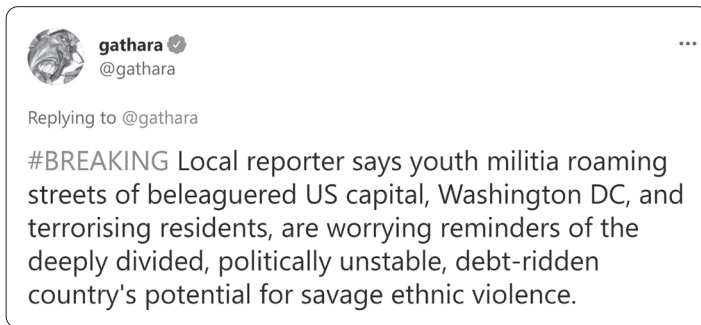 gathara
@gathara
Replying to @gathara
#BREAKING Local reporter says youth militia roaming
streets of beleaguered US capital, Washington DC, and
terrorising residents, are worrying reminders of the
deeply divided, politically unstable, debt-ridden
country's potential for savage ethnic violence.